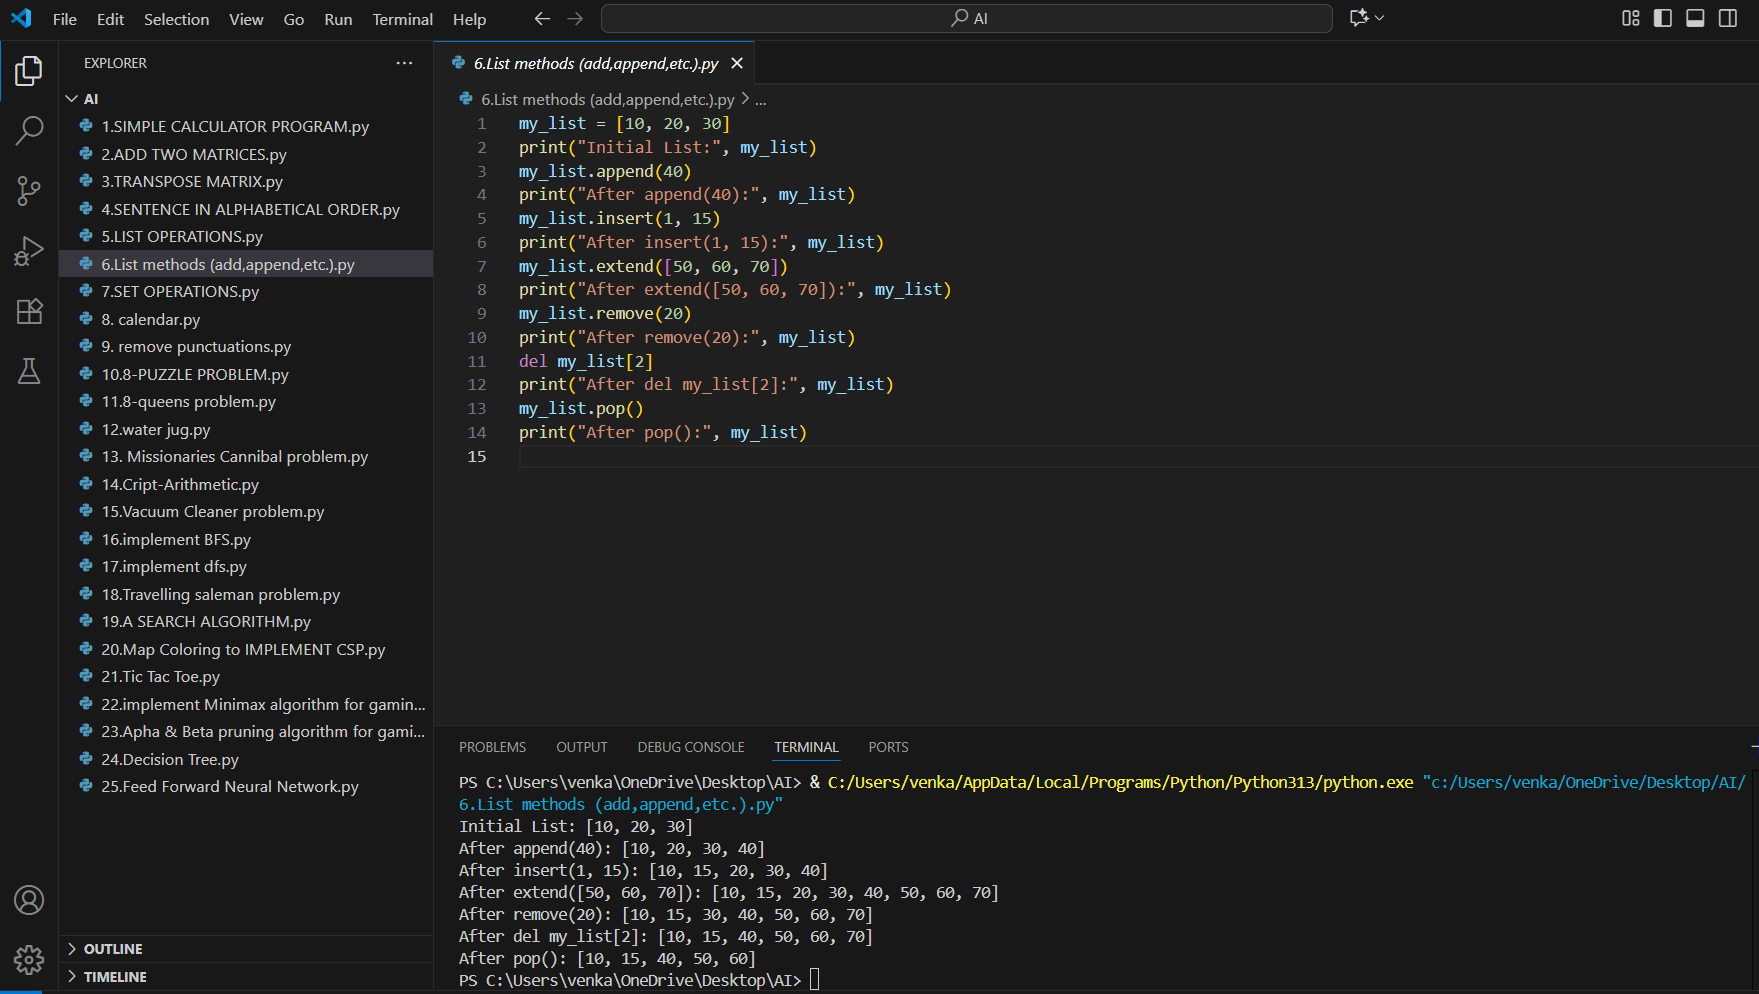 File Edit Selection View Go Run Terminal Help AI
EXPLORER
AI
1.SIMPLE CALCULATOR PROGRAM.py
2.ADD TWO MATRICES.py
3.TRANSPOSE MATRIX.py
4.SENTENCE IN ALPHABETICAL ORDER.py
5.LIST OPERATIONS.py
6.List methods (add,append,etc.).py
7.SET OPERATIONS.py
8. calendar.py
9. remove punctuations.py
10.8-PUZZLE PROBLEM.py
11.8-queens problem.py
12.water jug.py
13. Missionaries Cannibal problem.py
14.Cript-Arithmetic.py
15.Vacuum Cleaner problem.py
16.implement BFS.py
17.implement dfs.py
18.Travelling saleman problem.py
19.A SEARCH ALGORITHM.py
20.Map Coloring to IMPLEMENT CSP.py
21.Tic Tac Toe.py
22.implement Minimax algorithm for gamin...
23.Apha & Beta pruning algorithm for gami...
24.Decision Tree.py
25.Feed Forward Neural Network.py
OUTLINE
TIMELINE
6.List methods (add,append,etc.).py
6.List methods (add,append,etc.).py > ...
1 my_list = [10, 20, 30]
2 print("Initial List:", my_list)
3 my_list.append(40)
4 print("After append(40):", my_list)
5 my_list.insert(1, 15)
6 print("After insert(1, 15):", my_list)
7 my_list.extend([50, 60, 70])
8 print("After extend([50, 60, 70]):", my_list)
9 my_list.remove(20)
10 print("After remove(20):", my_list)
11 del my_list[2]
12 print("After del my_list[2]:", my_list)
13 my_list.pop()
14 print("After pop():", my_list)
15
PROBLEMS OUTPUT DEBUG CONSOLE TERMINAL PORTS
PS C:\Users\venka\OneDrive\Desktop\AI> & C:/Users/venka/AppData/Local/Programs/Python/Python313/python.exe "c:/Users/venka/OneDrive/Desktop/AI/
6.List methods (add,append,etc.).py"
Initial List: [10, 20, 30]
After append(40): [10, 20, 30, 40]
After insert(1, 15): [10, 15, 20, 30, 40]
After extend([50, 60, 70]): [10, 15, 20, 30, 40, 50, 60, 70]
After remove(20): [10, 15, 30, 40, 50, 60, 70]
After del my_list[2]: [10, 15, 40, 50, 60, 70]
After pop(): [10, 15, 40, 50, 60]
PS C:\Users\venka\OneDrive\Desktop\AI>